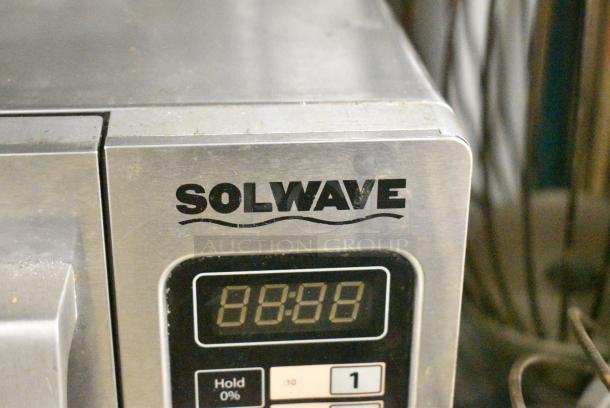 SOLWAVE
AUCTION GROUP
88:88
Hold
0%
:10
1